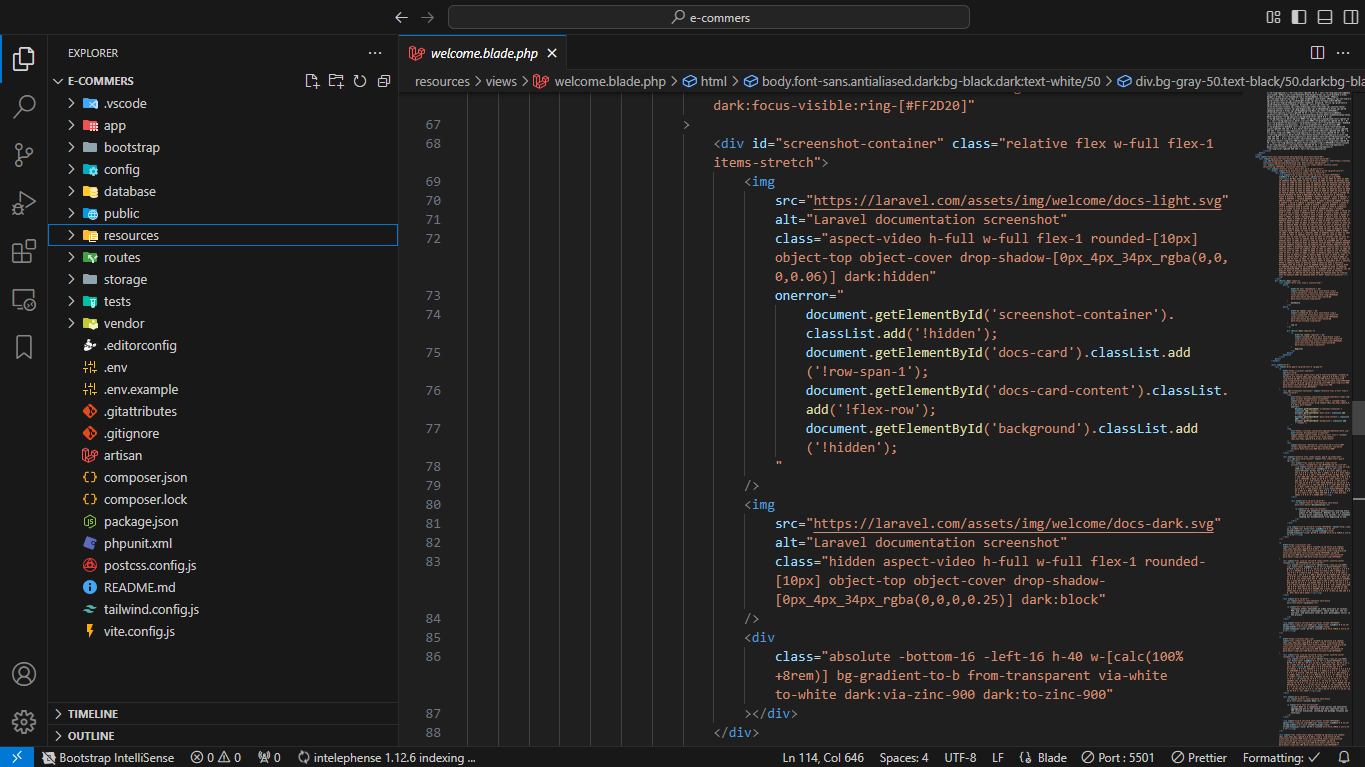 e-commers
EXPLORER
E-COMMERS
.vscode
app
bootstrap
config
database
public
resources
routes
storage
tests
vendor
.editorconfig
.env
.env.example
.gitattributes
.gitignore
artisan
composer.json
composer.lock
package.json
phpunit.xml
postcss.config.js
README.md
tailwind.config.js
vite.config.js
TIMELINE
OUTLINE
welcome.blade.php
resources > views > welcome.blade.php > html > body.font-sans.antialiased.dark:bg-black.dark:text-white/50 > div.bg-gray-50.text-black/50.dark:bg-bla
dark:focus-visible:ring-[#FF2D20]"
67 >
68 <div id="screenshot-container" class="relative flex w-full flex-1
items-stretch">
69 <img
70 src="https://laravel.com/assets/img/welcome/docs-light.svg"
71 alt="Laravel documentation screenshot"
72 class="aspect-video h-full w-full flex-1 rounded-[10px]
object-top object-cover drop-shadow-[0px_4px_34px_rgba(0,0,
0,0.06)] dark:hidden"
73 onerror="
74 document.getElementById('screenshot-container').
classList.add('!hidden');
75 document.getElementById('docs-card').classList.add
('!row-span-1');
76 document.getElementById('docs-card-content').classList.
add('!flex-row');
77 document.getElementById('background').classList.add
('!hidden');
78 "
79 />
80 <img
81 src="https://laravel.com/assets/img/welcome/docs-dark.svg"
82 alt="Laravel documentation screenshot"
83 class="hidden aspect-video h-full w-full flex-1 rounded-
[10px] object-top object-cover drop-shadow-
[0px_4px_34px_rgba(0,0,0,0.25)] dark:block"
84 />
85 <div
86 class="absolute -bottom-16 -left-16 h-40 w-[calc(100%
+8rem)] bg-gradient-to-b from-transparent via-white
to-white dark:via-zinc-900 dark:to-zinc-900"
87 ></div>
88 </div>
Bootstrap IntelliSense 0 0 0 intelephense 1.12.6 indexing ... Ln 114, Col 646 Spaces: 4 UTF-8 LF Blade Port : 5501 Prettier Formatting: ✓